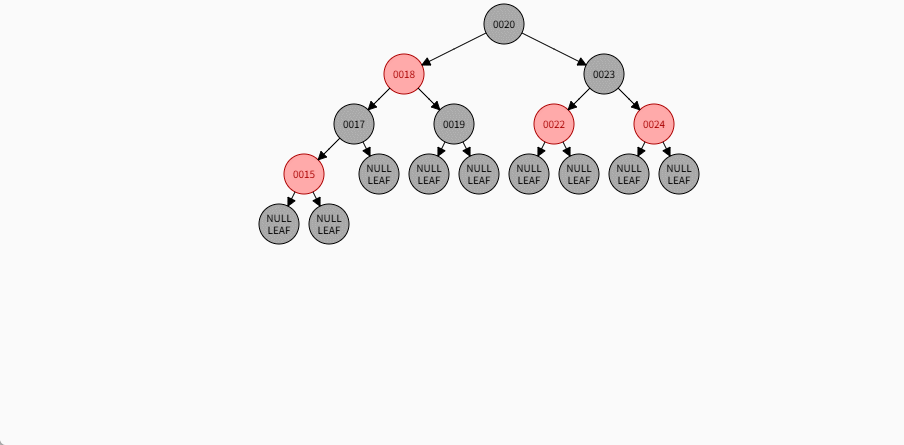 0020
0018
0023
0017
0019
0022
0024
0015
NULL
LEAF
NULL
LEAF
NULL
LEAF
NULL
LEAF
NULL
LEAF
NULL
LEAF
NULL
LEAF
NULL
LEAF
NULL
LEAF